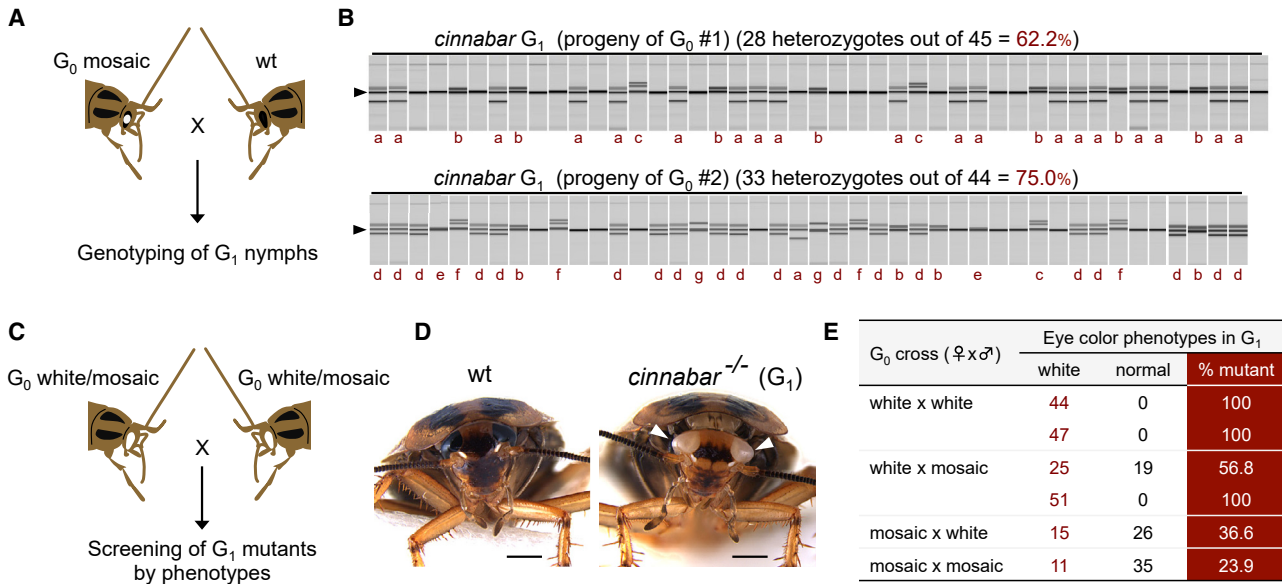 A
G0 mosaic
wt
X
Genotyping of G1 nymphs
B
cinnabar G1 (progeny of G0 #1) (28 heterozygotes out of 45 = 62.2%)
a a b a b a a c a b a a a b a c a a b a a a b a a b a a
cinnabar G1 (progeny of G0 #2) (33 heterozygotes out of 44 = 75.0%)
d d d e f d d b f d d d g d d d a g d f d b d b e c d d f d b d d
C
G0 white/mosaic
G0 white/mosaic
X
Screening of G1 mutants
by phenotypes
D
wt
cinnabar -/- (G1)
E
G0 cross (♀x♂)
Eye color phenotypes in G1
white normal % mutant
white x white 44 0 100
47 0 100
white x mosaic 25 19 56.8
51 0 100
mosaic x white 15 26 36.6
mosaic x mosaic 11 35 23.9